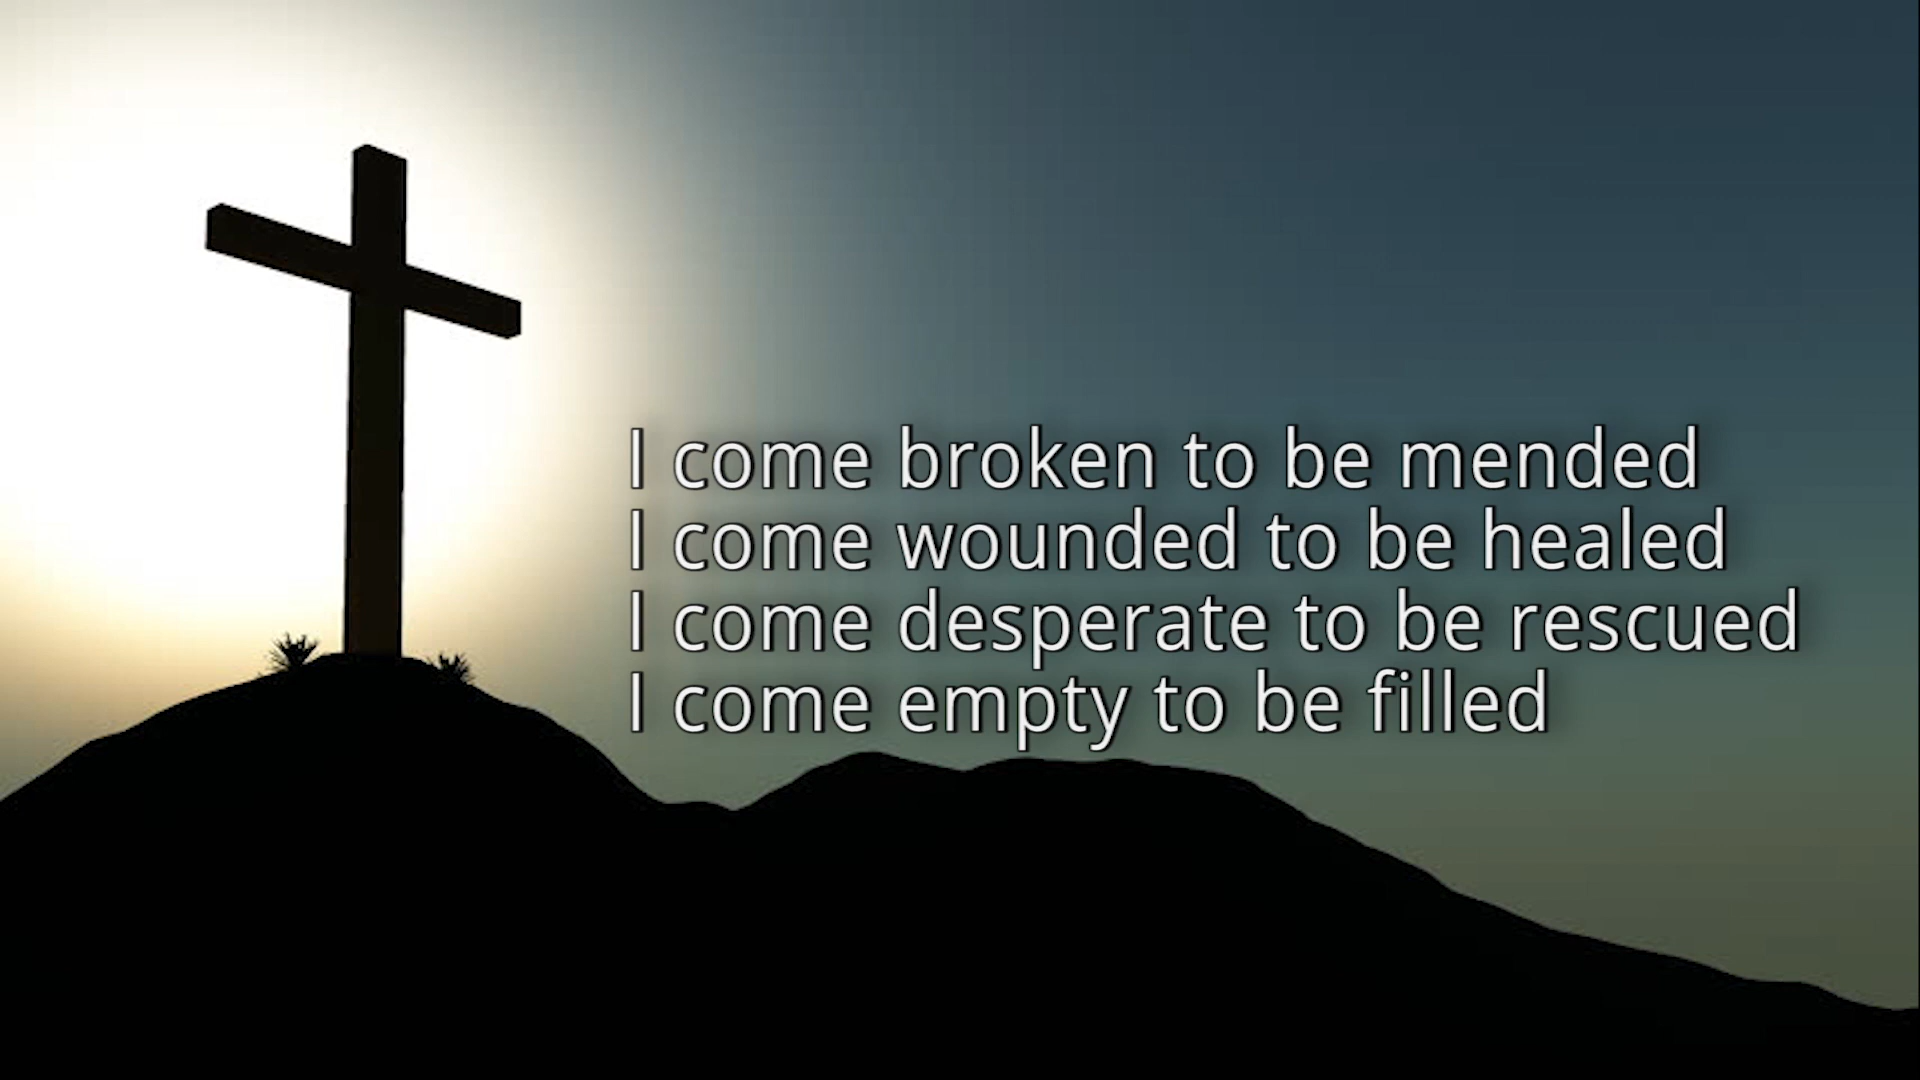 I come broken to be mended
I come wounded to be healed
I come desperate to be rescued
I come empty to be filled